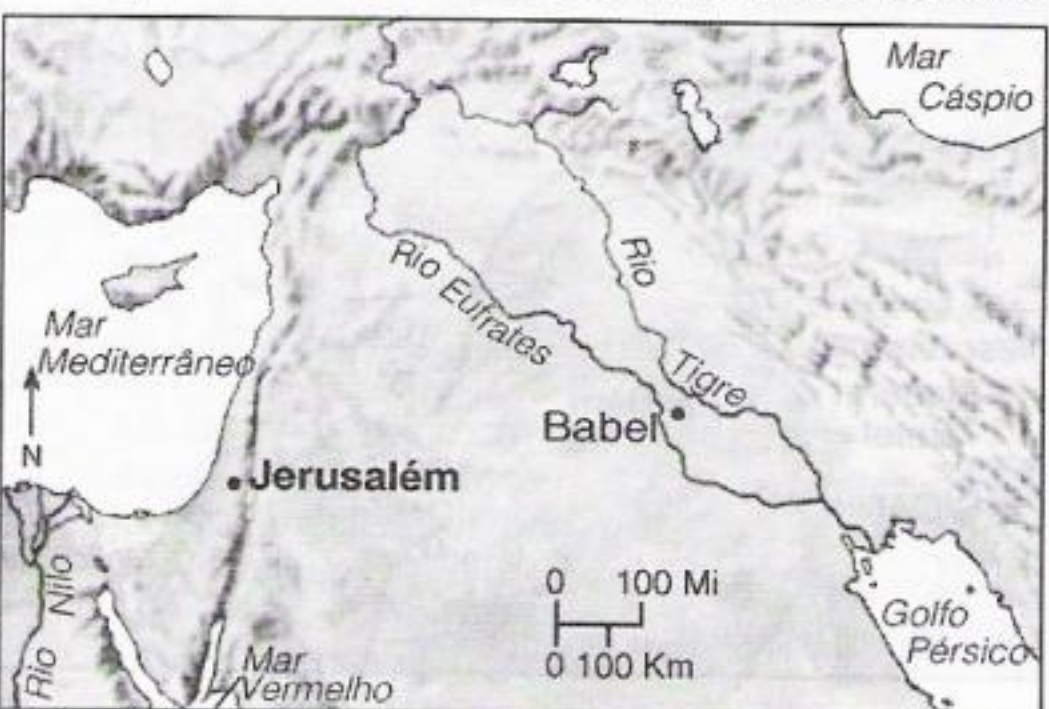 Mar
Cáspio
Rio Eufrates
Rio
Tigre
Mar
Mediterrâneo
Babel
N
Jerusalém
0 100 Mi
0 100 Km
Rio Nilo
Mar
Vermelho
Golfo
Pérsico